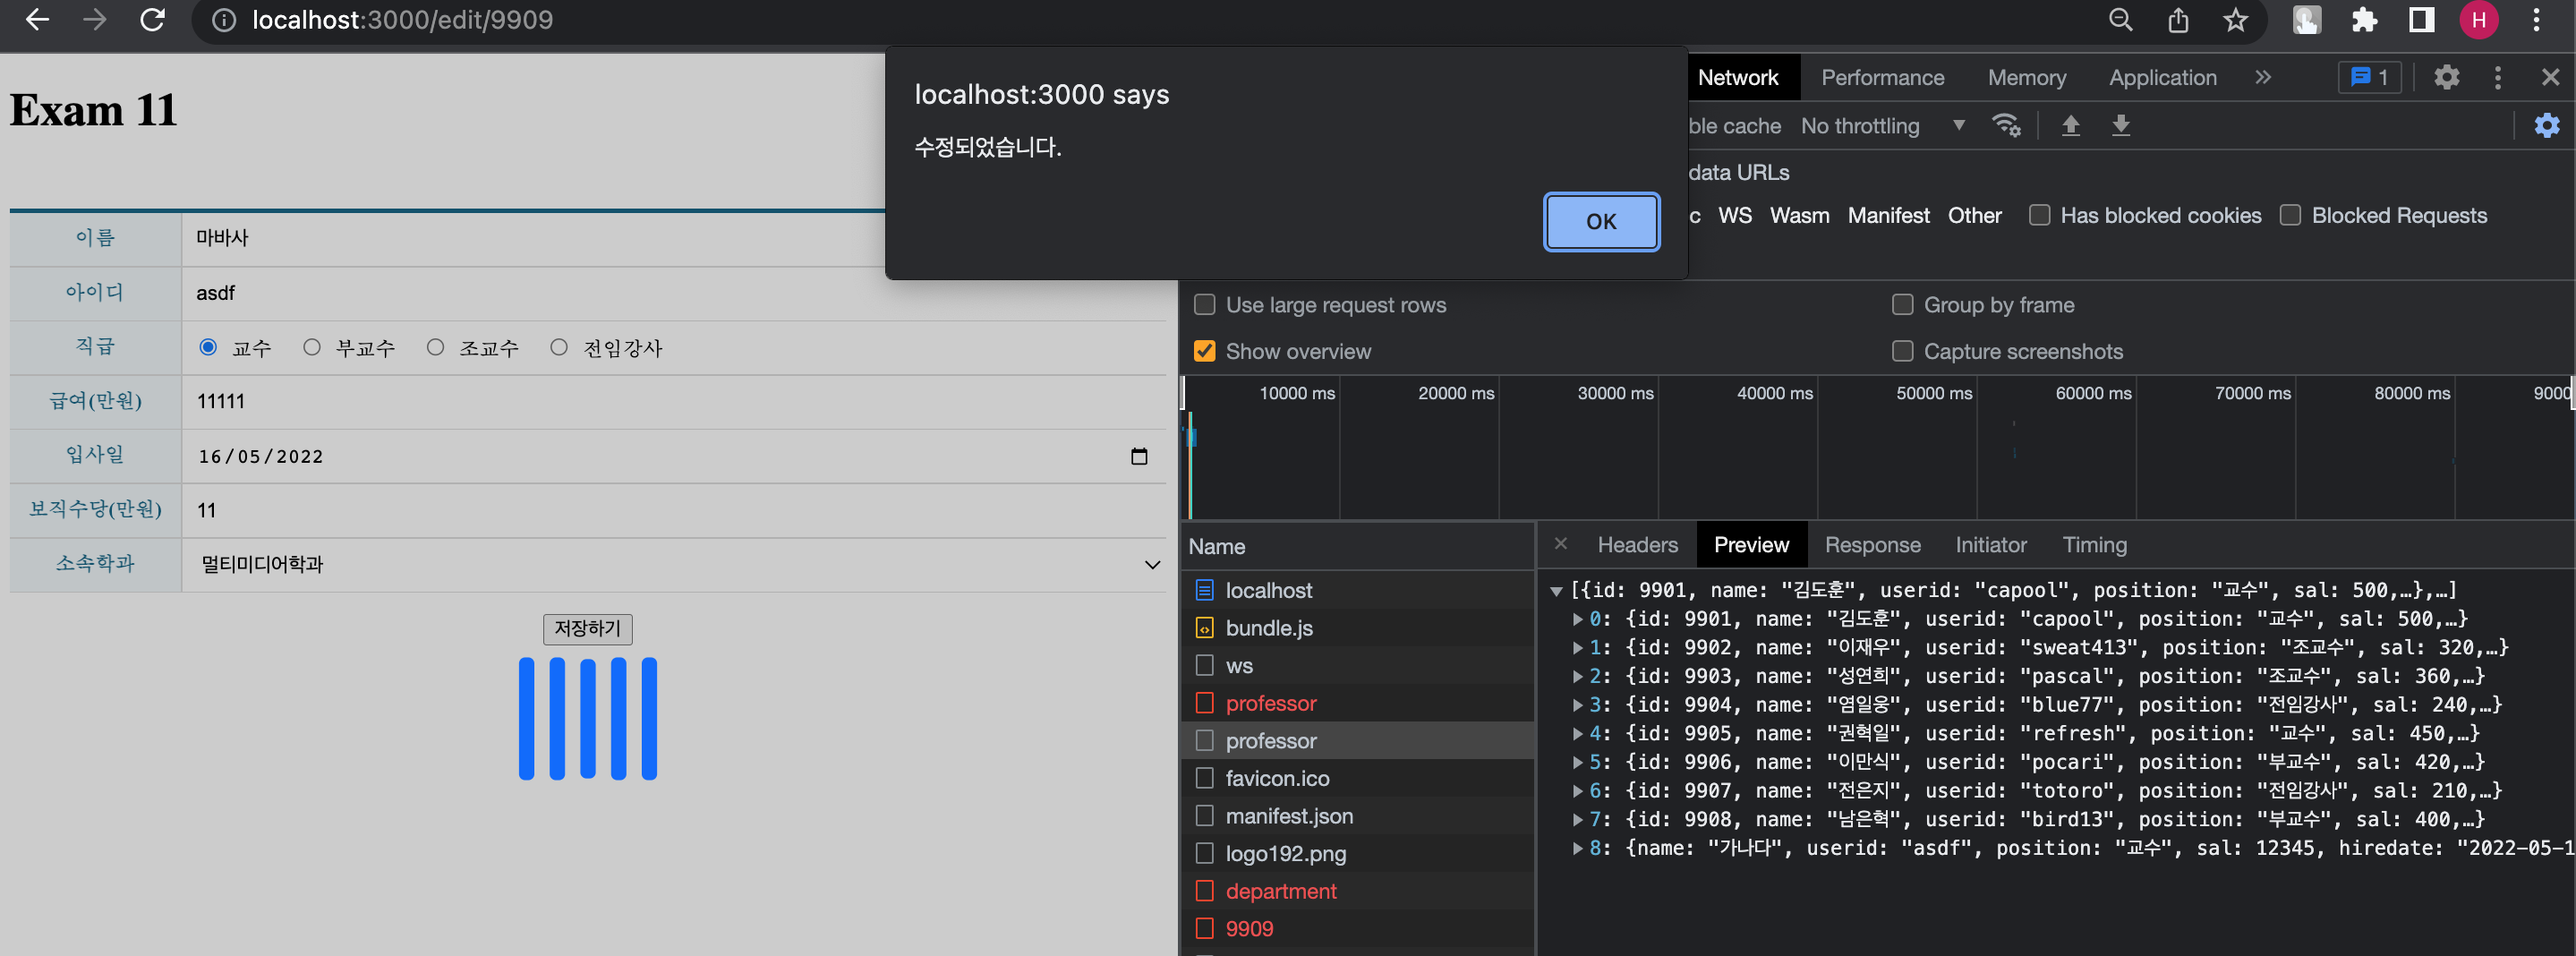 localhost:3000/edit/9909
H
localhost:3000 says
수정되었습니다.
OK
Exam 11
이름 마바사
아이디 asdf
직급 교수 부교수 조교수 전임강사
급여(만원) 11111
입사일 16/05/2022
보직수당(만원) 11
소속학과 멀티미디어학과
저장하기
Network Performance Memory Application 1
ble cache No throttling
data URLs
c WS Wasm Manifest Other Has blocked cookies Blocked Requests
Use large request rows Group by frame
Show overview Capture screenshots
10000 ms 20000 ms 30000 ms 40000 ms 50000 ms 60000 ms 70000 ms 80000 ms 9000
Name
localhost
bundle.js
ws
professor
professor
favicon.ico
manifest.json
logo192.png
department
9909
Headers Preview Response Initiator Timing
[{id: 9901, name: "김도훈", userid: "capool", position: "교수", sal: 500,…},…]
0: {id: 9901, name: "김도훈", userid: "capool", position: "교수", sal: 500,…}
1: {id: 9902, name: "이재우", userid: "sweat413", position: "조교수", sal: 320,…}
2: {id: 9903, name: "성연희", userid: "pascal", position: "조교수", sal: 360,…}
3: {id: 9904, name: "염일웅", userid: "blue77", position: "전임강사", sal: 240,…}
4: {id: 9905, name: "권혁일", userid: "refresh", position: "교수", sal: 450,…}
5: {id: 9906, name: "이만식", userid: "pocari", position: "부교수", sal: 420,…}
6: {id: 9907, name: "전은지", userid: "totoro", position: "전임강사", sal: 210,…}
7: {id: 9908, name: "남은혁", userid: "bird13", position: "부교수", sal: 400,…}
8: {name: "가나다", userid: "asdf", position: "교수", sal: 12345, hiredate: "2022-05-1